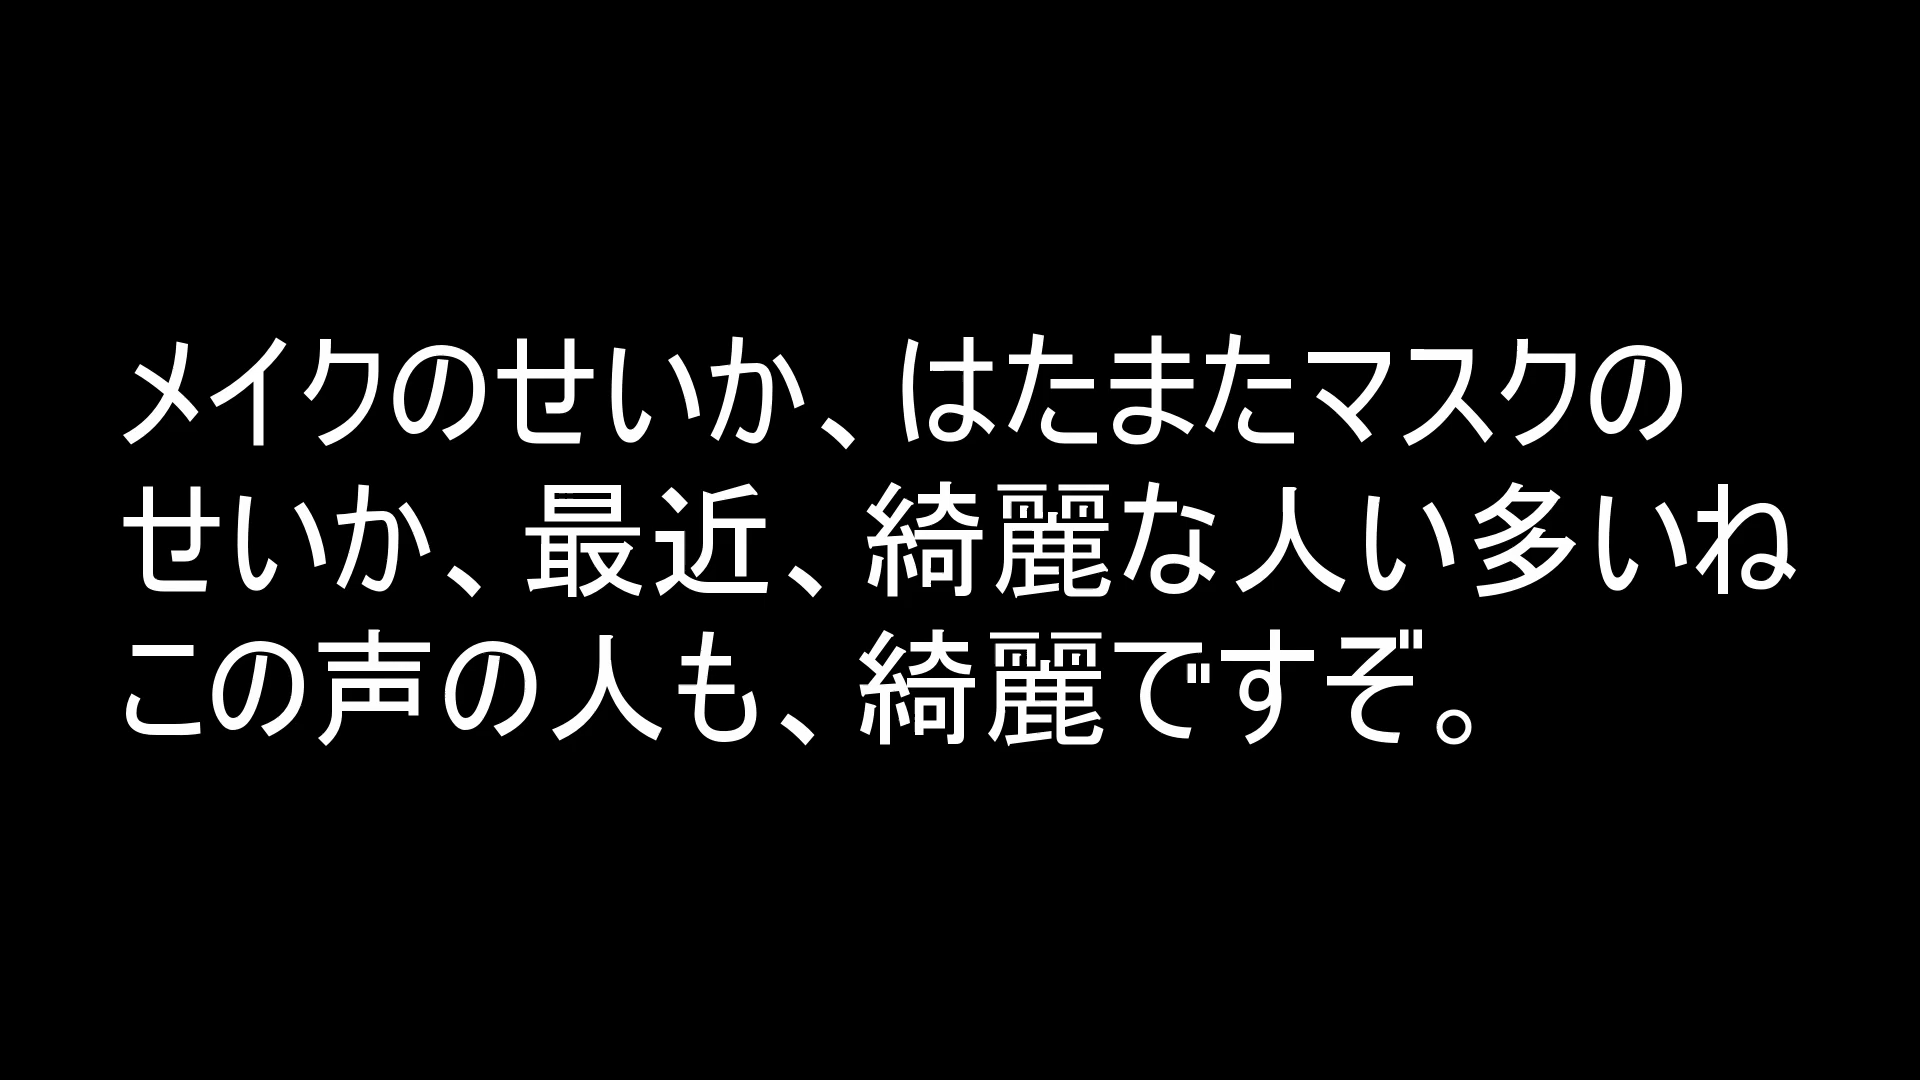 メイクのせいか、はたまたマスクの
せいか、最近、綺麗な人い多いね
この声の人も、綺麗ですぞ。